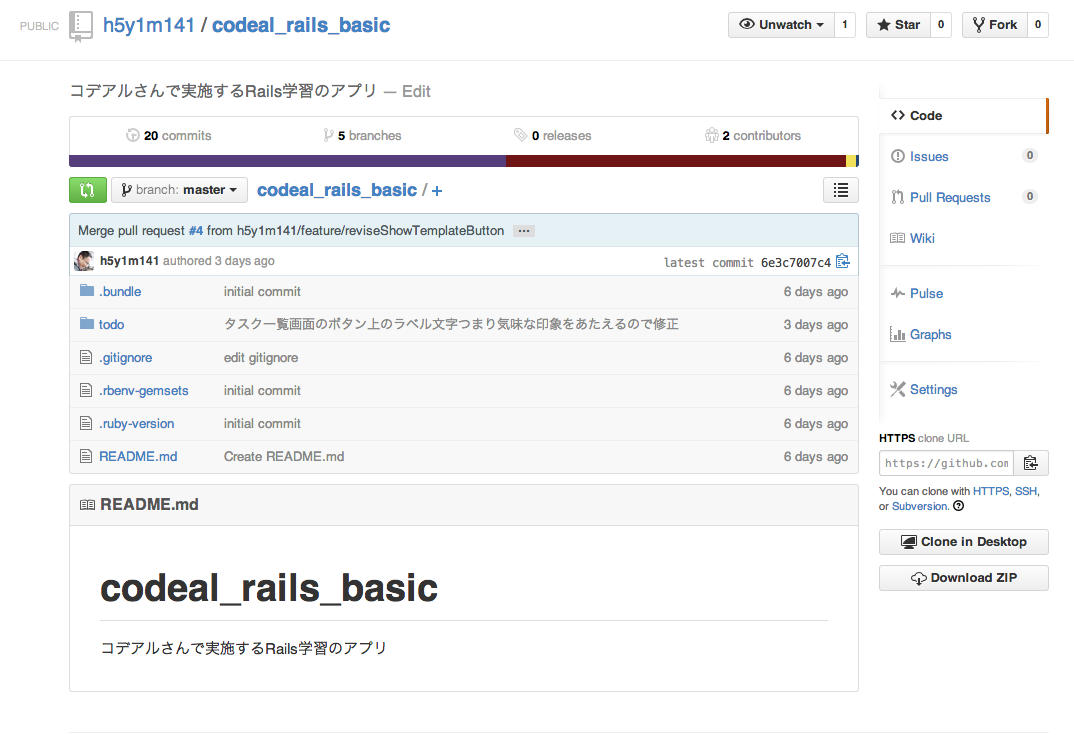 PUBLIC h5y1m141 / codeal_rails_basic Unwatch 1 Star 0 Fork 0
コデアルさんで実施するRails学習のアプリ — Edit
20 commits 5 branches 0 releases 2 contributors
branch: master codeal_rails_basic / +
Merge pull request #4 from h5y1m141/feature/reviseShowTemplateButton ...
h5y1m141 authored 3 days ago latest commit 6e3c7007c4
.bundle initial commit 6 days ago
todo タスク一覧画面のボタン上のラベル文字つまり気味な印象をあたえるので修正 3 days ago
.gitignore edit gitignore 6 days ago
.rbenv-gemsets initial commit 6 days ago
.ruby-version initial commit 6 days ago
README.md Create README.md 6 days ago
README.md
codeal_rails_basic
コデアルさんで実施するRails学習のアプリ
Code
Issues 0
Pull Requests 0
Wiki
Pulse
Graphs
Settings
HTTPS clone URL
https://github.com
You can clone with HTTPS, SSH,
or Subversion.
Clone in Desktop
Download ZIP